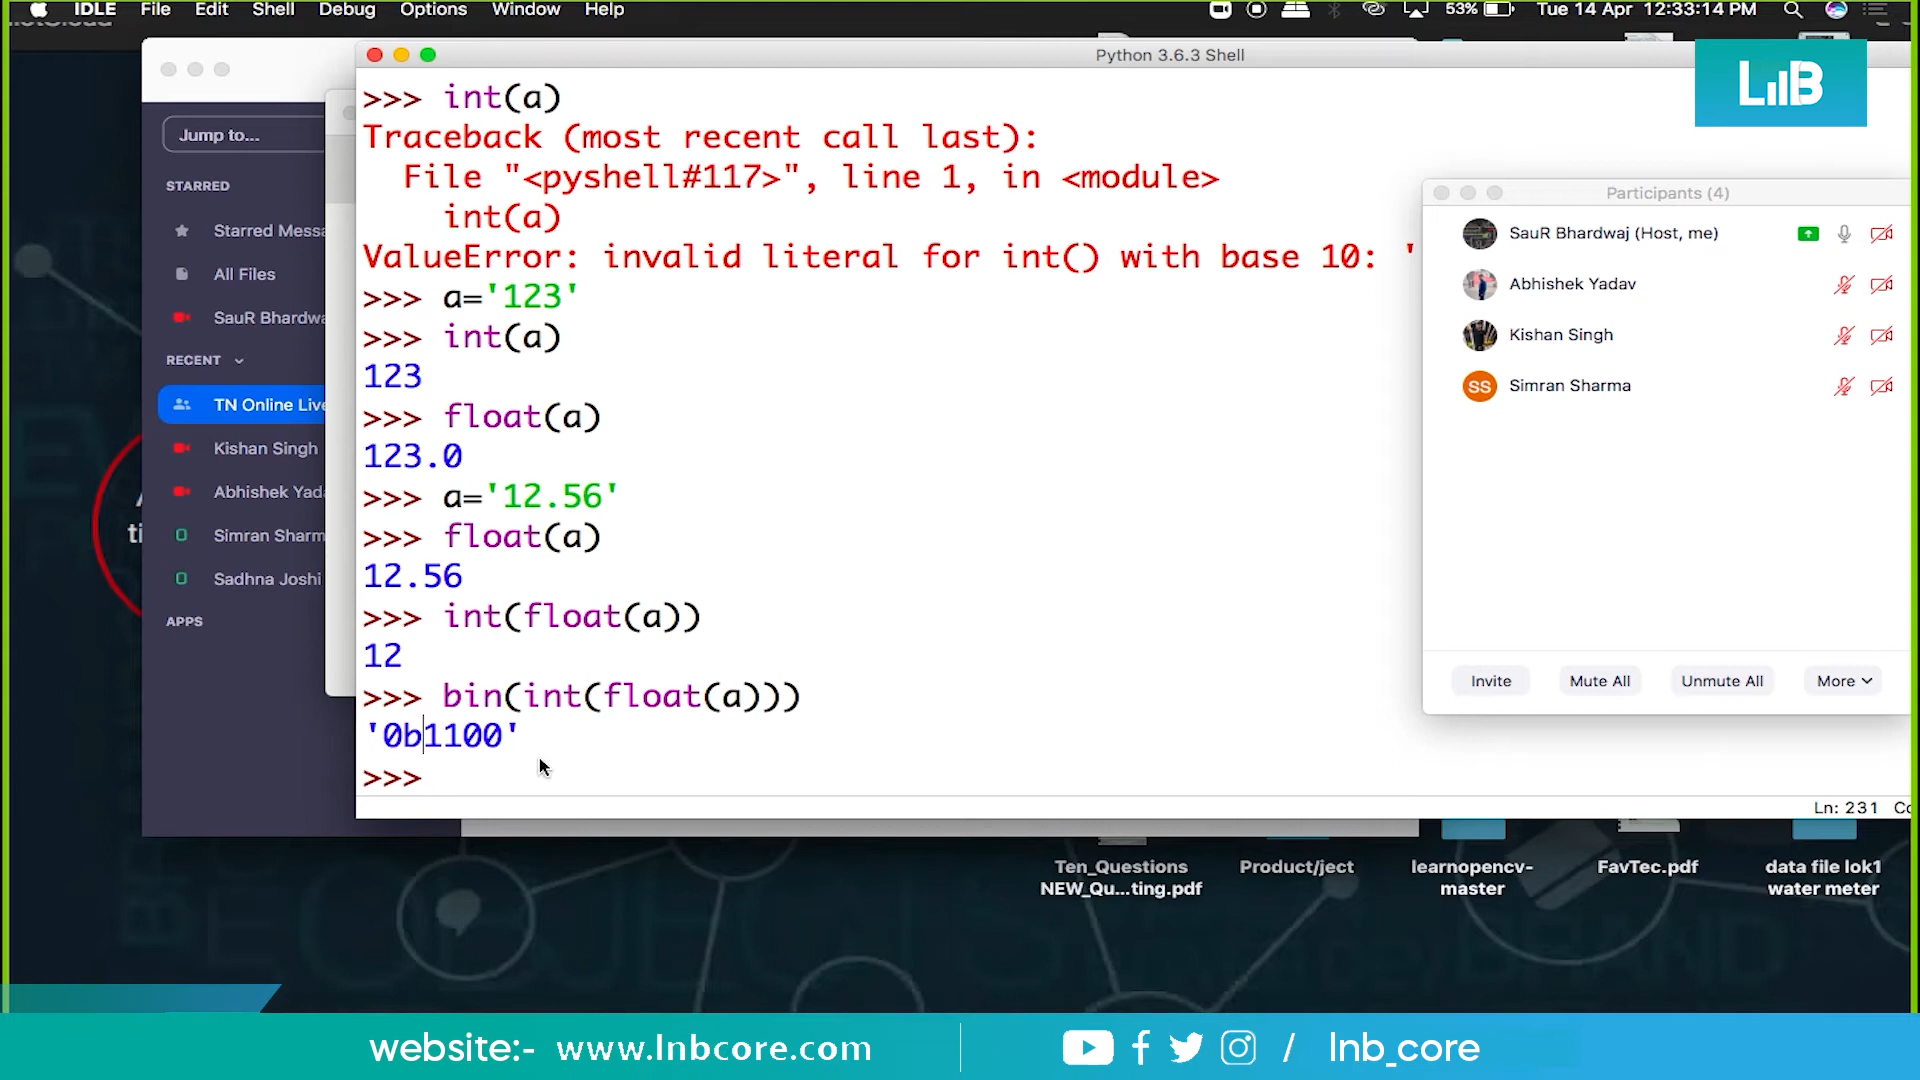 IDLE File Edit Shell Debug Options Window Help
53% Tue 14 Apr 12:33:14 PM
Python 3.6.3 Shell
LNB
>>> int(a)
Traceback (most recent call last):
File "<pyshell#117>", line 1, in <module>
int(a)
ValueError: invalid literal for int() with base 10: '
>>> a='123'
>>> int(a)
123
>>> float(a)
123.0
>>> a='12.56'
>>> float(a)
12.56
>>> int(float(a))
12
>>> bin(int(float(a)))
'0b1100'
>>>
Ln: 231
Jump to...
STARRED
Starred Messa
All Files
SauR Bhardwa
RECENT
TN Online Live
Kishan Singh
Abhishek Yada
Simran Sharm
Sadhna Joshi
APPS
Participants (4)
SauR Bhardwaj (Host, me)
Abhishek Yadav
Kishan Singh
SS Simran Sharma
Invite Mute All Unmute All More
Ten_Questions
NEW_Qu...ting.pdf
Product/ject
learnopencv-
master
FavTec.pdf
data file lok1
water meter
website:- www.lnbcore.com
/ lnb_core